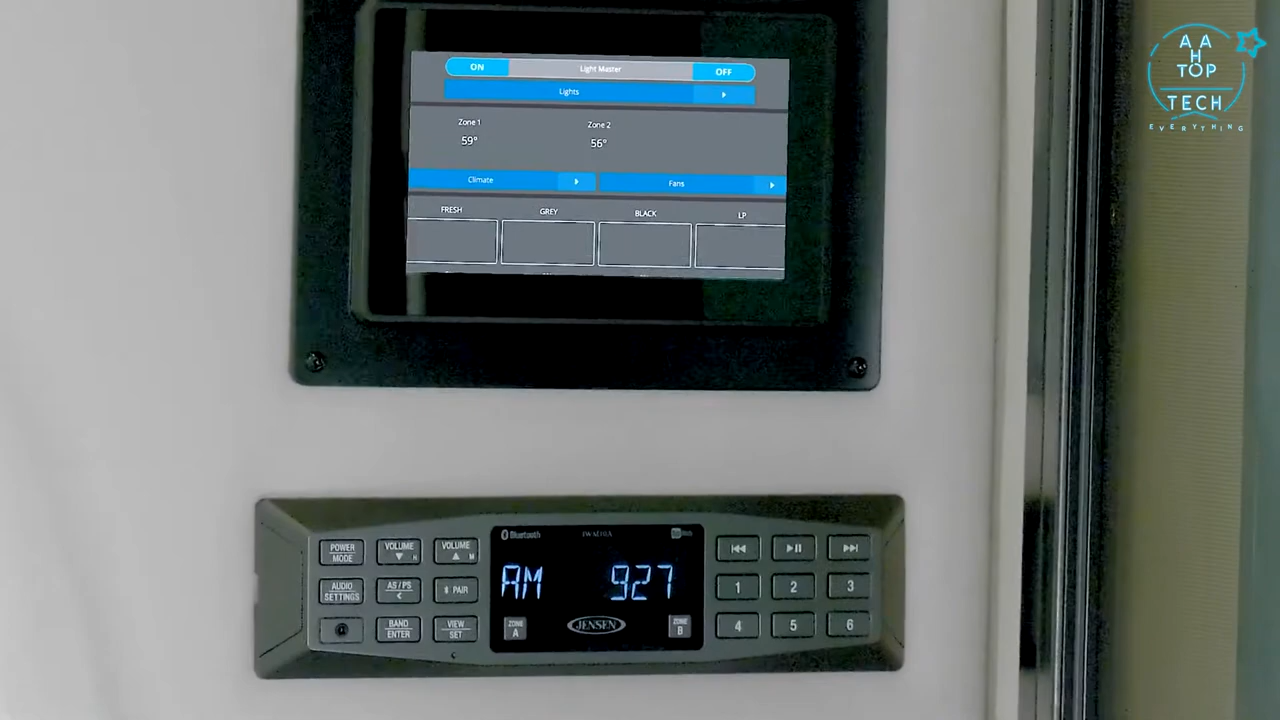 ON Light Master OFF
Lights
Zone 1 Zone 2
59° 56°
Climate Fans
FRESH GREY BLACK LP
POWER MODE
VOLUME
VOLUME M
AUDIO SETTINGS
AS / PS
PAIR
BAND ENTER
VIEW SET
Bluetooth
AM 927
ZONE A
JENSEN
ZONE B
1 2 3
4 5 6
A A
H
TOP
TECH
EVERYTHING